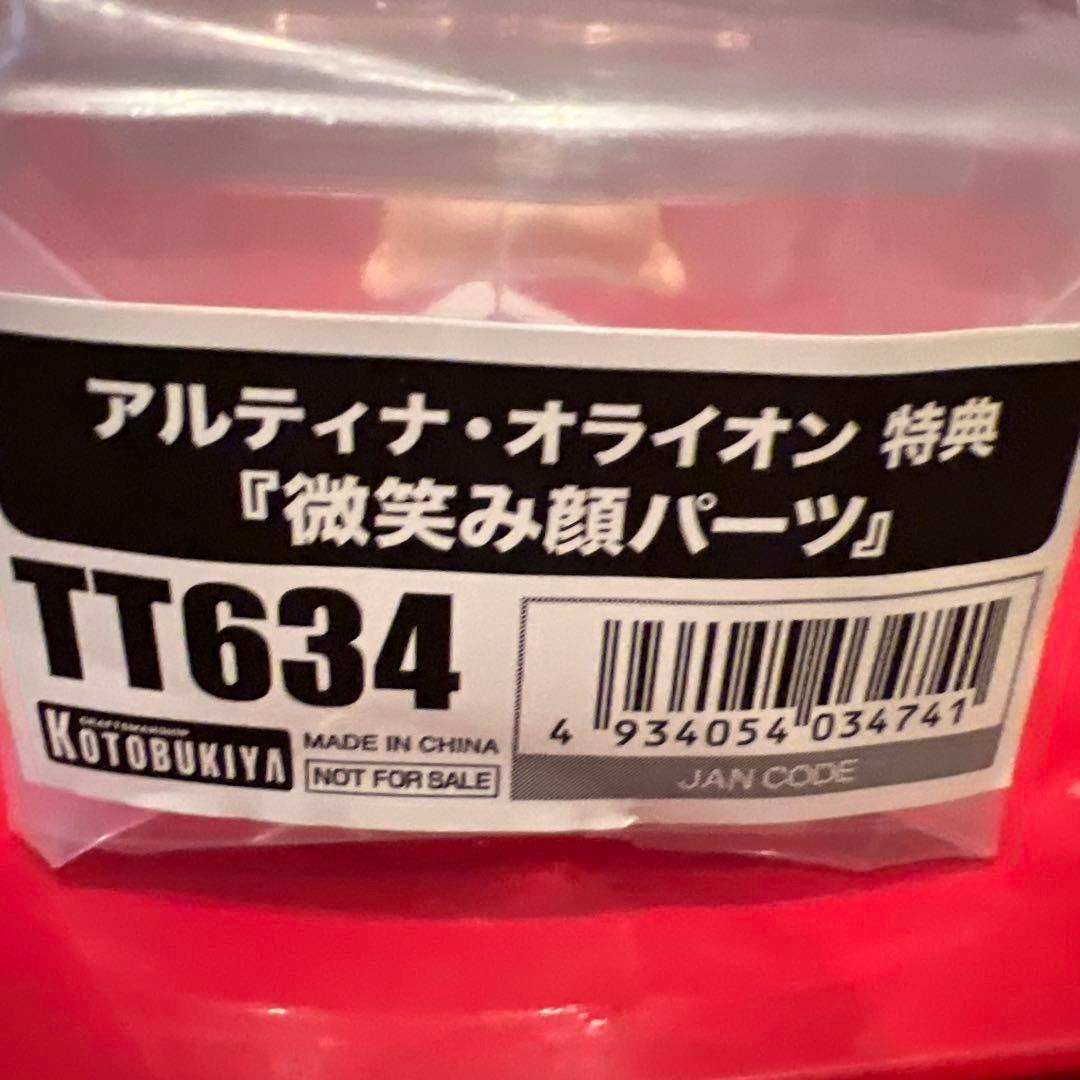 アルティナ・オライオン 特典
『微笑み顔パーツ』
TT634
CRAFTSMANSHIP
KOTOBUKIYA
MADE IN CHINA
NOT FOR SALE
4 934054 034741
JAN CODE